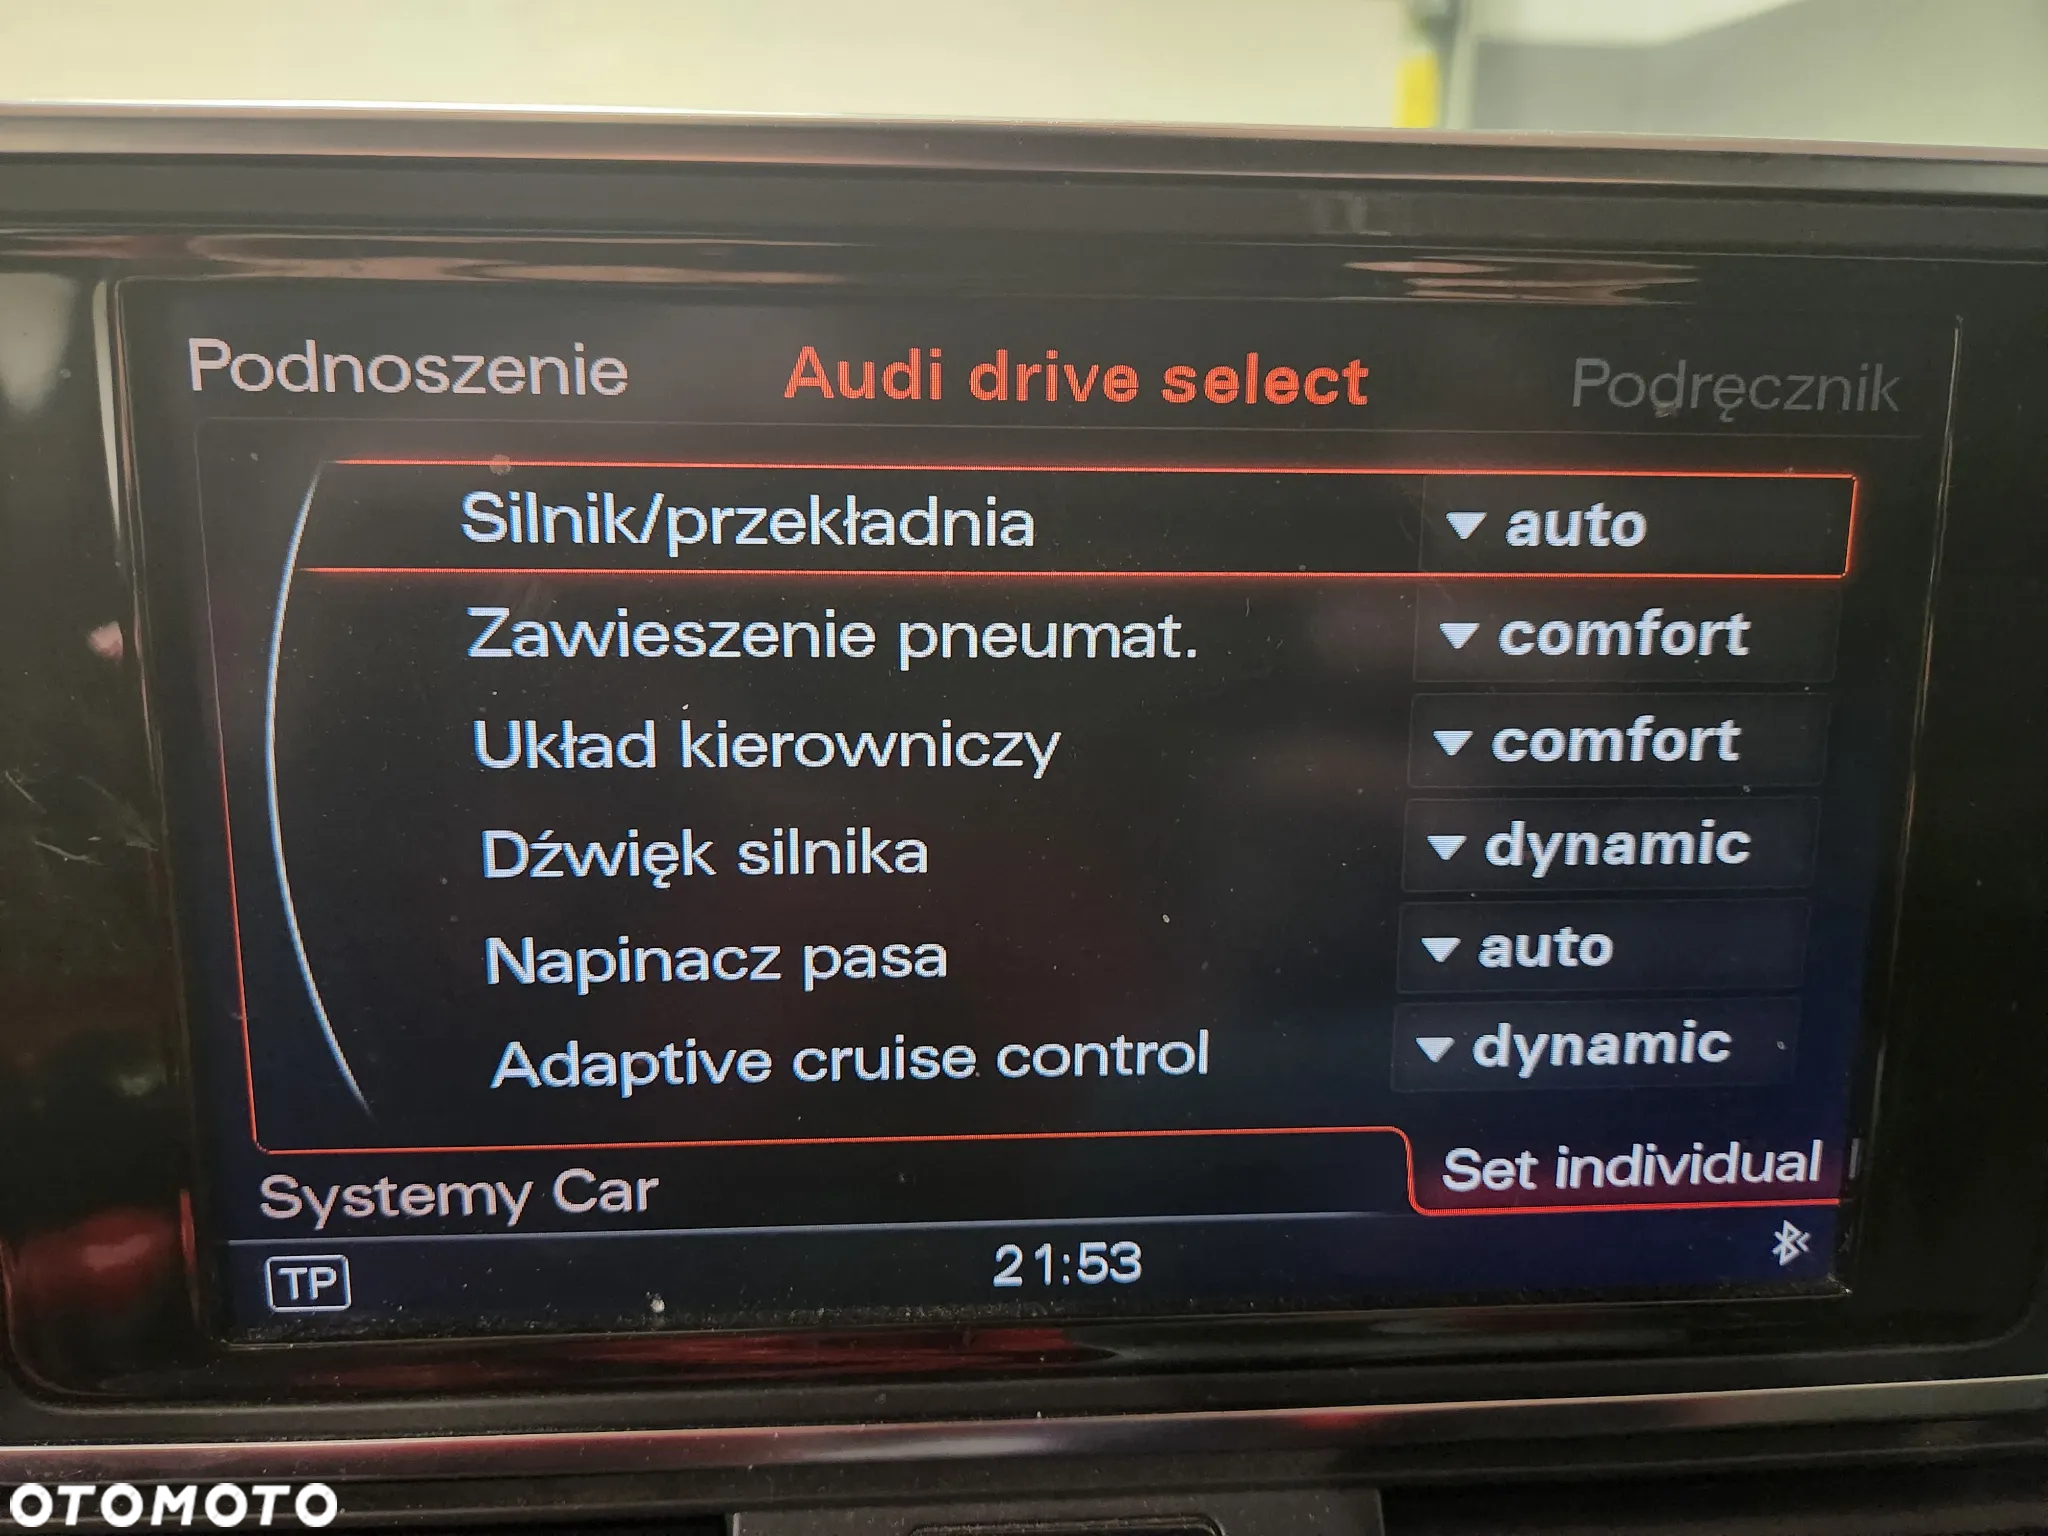 Podnoszenie Audi drive select Podręcznik
Silnik/przekładnia auto
Zawieszenie pneumat. comfort
Układ kierowniczy comfort
Dźwięk silnika dynamic
Napinacz pasa auto
Adaptive cruise control dynamic
Systemy Car Set individual
TP 21:53
OTOMOTO